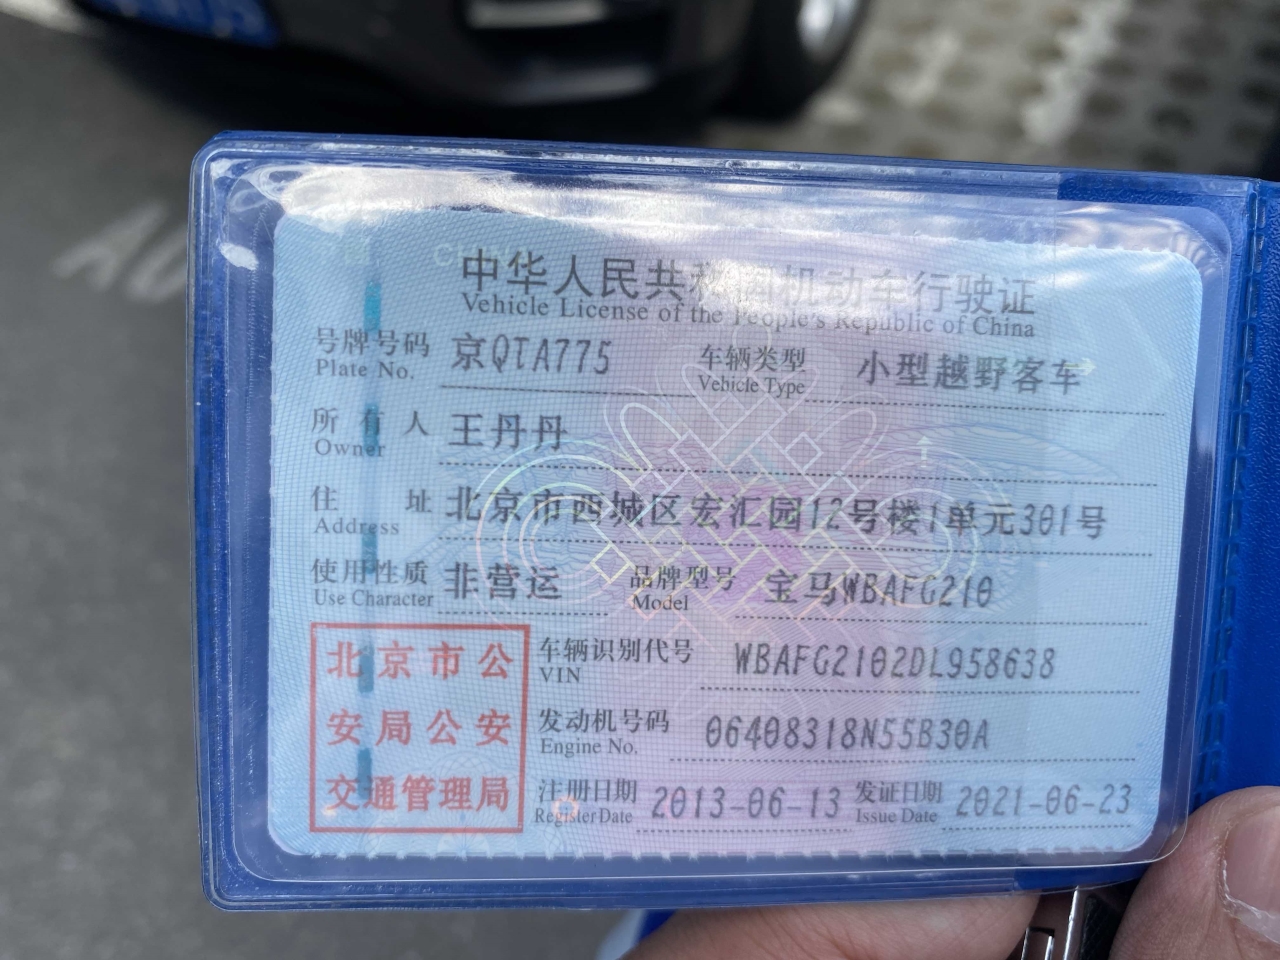 中华人民共和国机动车行驶证
Vehicle License of the People's Republic of China
号牌号码 京QTA775 车辆类型 小型越野客车
Plate No. Vehicle Type
所有人 王丹丹
Owner
住址 北京市西城区宏汇园12号楼1单元301号
Address
使用性质 非营运 品牌型号 宝马WBAFG210
Use Character Model
北京市公
安局公安
交通管理局
车辆识别代号 WBAFG2102DL958638
VIN
发动机号码 06408318N55B30A
Engine No.
注册日期 2013-06-13 发证日期 2021-06-23
Register Date Issue Date